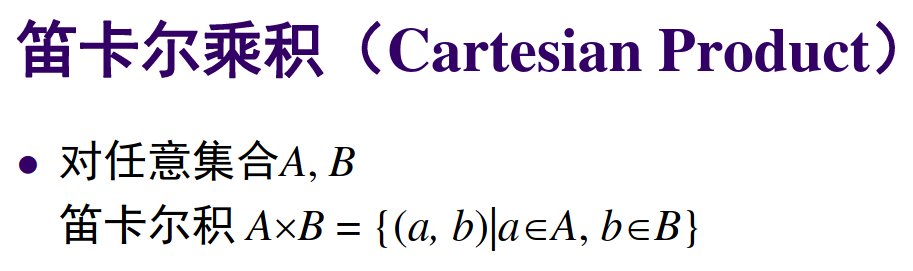 笛卡尔乘积（Cartesian Product）
● 对任意集合A, B
笛卡尔积 A×B = {(a, b)|a∈A, b∈B}